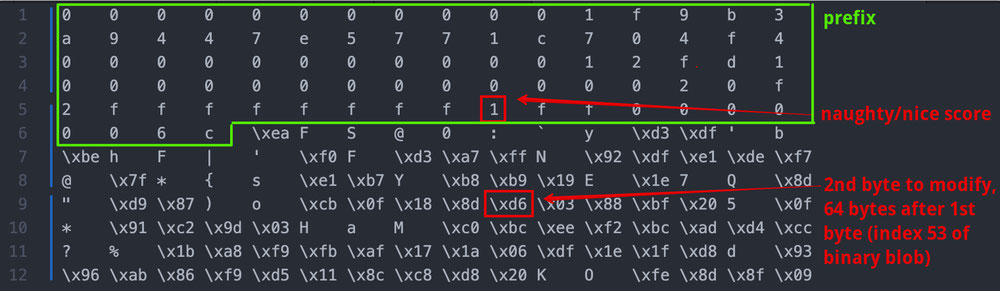 1 0 0 0 0 0 0 0 0 0 0 0 1 f 9 b 3
2 a 9 4 4 7 e 5 7 7 1 c 7 0 4 f 4
3 0 0 0 0 0 0 0 0 0 0 0 1 2 f d 1
4 0 0 0 0 0 0 0 0 0 0 0 0 0 2 0 f
5 2 f f f f f f f f 1 f f 0 0 0 0
6 0 0 6 c \xea F S @ 0 : ` y \xd3 \xdf ' b
7 \xbe h F | ' \xf0 F \xd3 \xa7 \xff N \x92 \xdf \xe1 \xde \xf7
8 @ \x7f * { s \xe1 \xb7 Y \xb8 \xb9 \x19 E \x1e 7 Q \x8d
9 " \xd9 \x87 ) o \xcb \x0f \x18 \x8d \xd6 \x03 \x88 \xbf \x20 5 \x0f
10 * \x91 \xc2 \x9d \x03 H a M \xc0 \xbc \xee \xf2 \xbc \xad \xd4 \xcc
11 ? % \x1b \xa8 \xf9 \xfb \xaf \x17 \x1a \x06 \xdf \x1e \x1f \xd8 d \x93
12 \x96 \xab \x86 \xf9 \xd5 \x11 \x8c \xc8 \xd8 \x20 K O \xfe \x8d \x8f \x09
prefix
naughty/nice score
2nd byte to modify,
64 bytes after 1st
byte (index 53 of
binary blob)